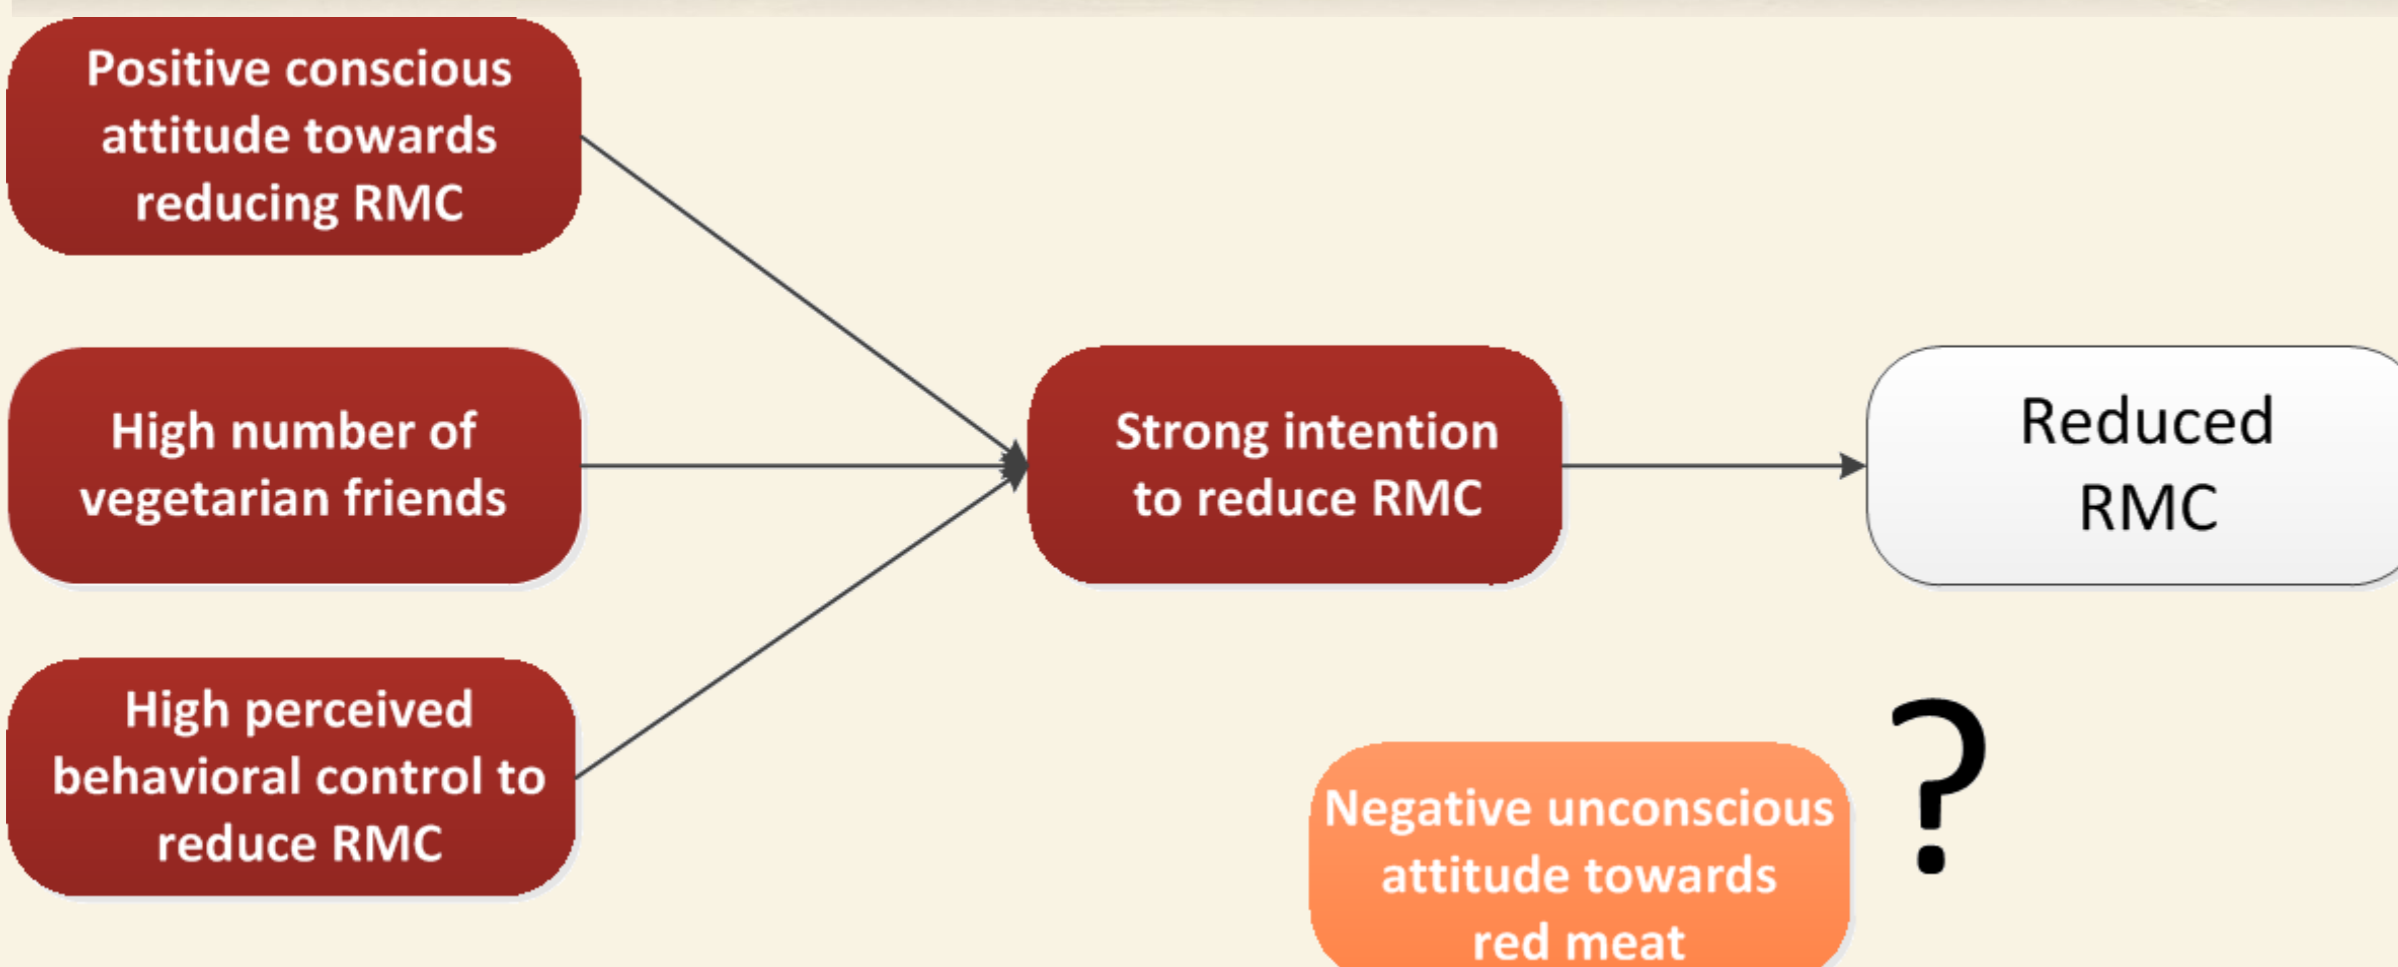 Positive conscious
attitude towards
reducing RMC
High number of
vegetarian friends
High perceived
behavioral control to
reduce RMC
Strong intention
to reduce RMC
Reduced
RMC
Negative unconscious
attitude towards
red meat
?